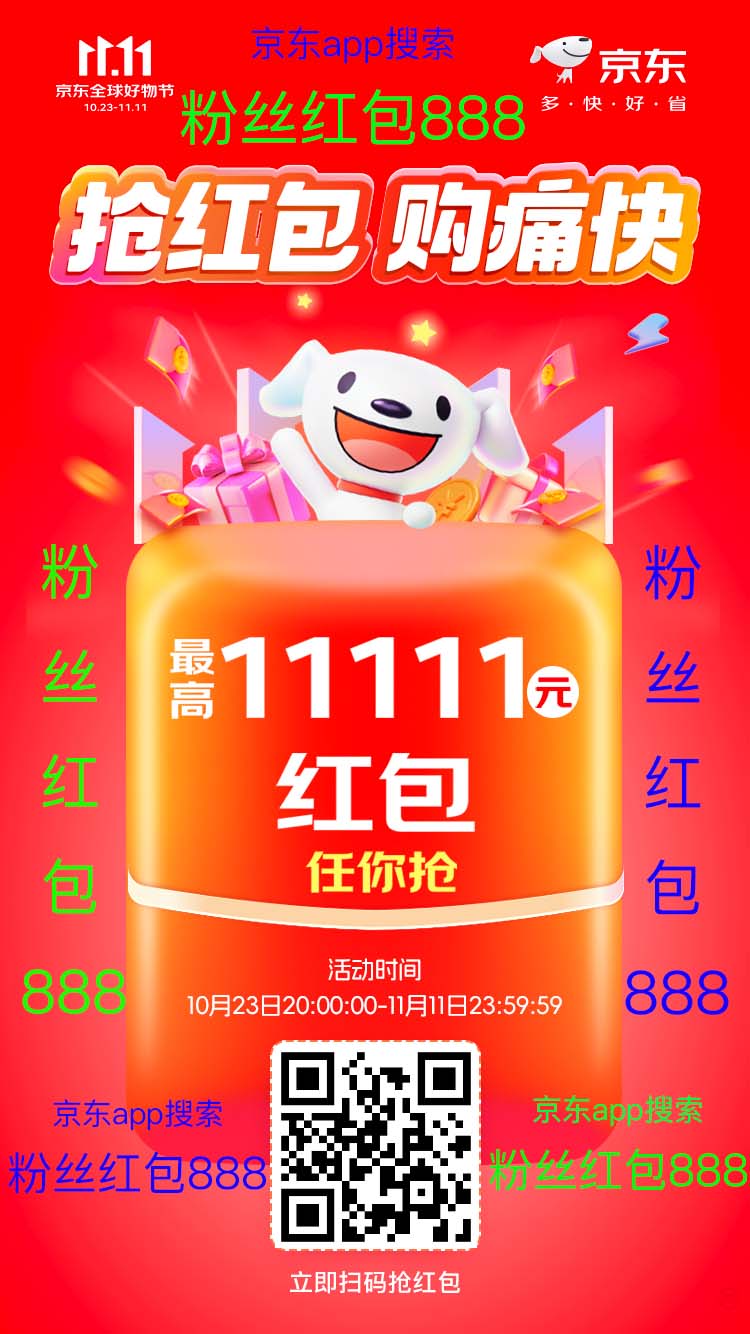 11.11
京东全球好物节
10.23-11.11
京东app搜索
京东
多·快·好·省
粉丝红包888
抢红包 购痛快
最高11111元
红包
任你抢
粉
丝
红
包
888
粉
丝
红
包
888
活动时间
10月23日20:00:00-11月11日23:59:59
京东app搜索
粉丝红包888
京东app搜索
粉丝红包888
立即扫码抢红包